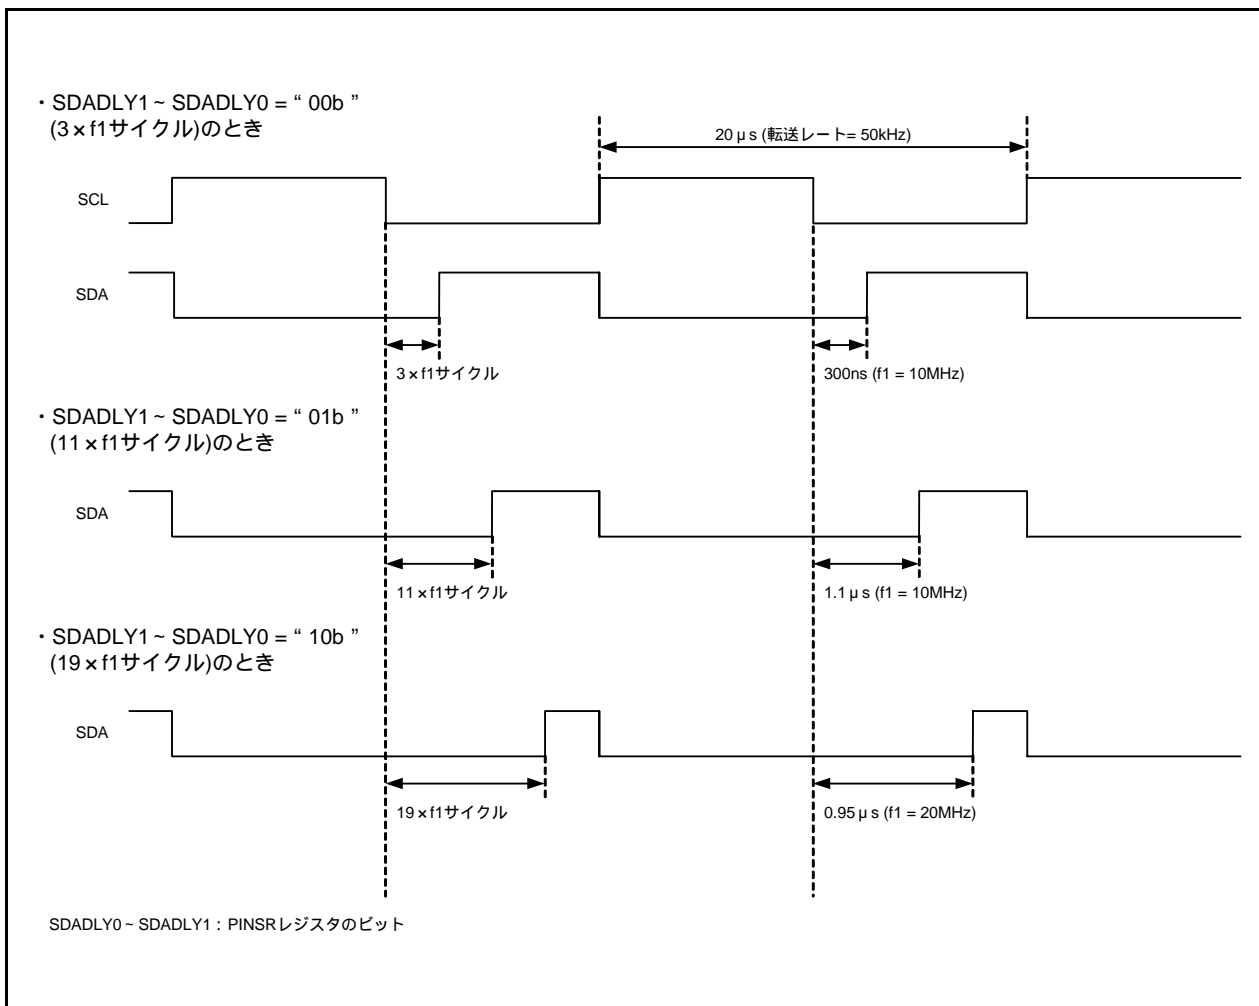 ・SDADLY1~SDADLY0 = “ 00b ”
(3×f1サイクル)のとき
20μs (転送レート= 50kHz)
SCL
SDA
3×f1サイクル
300ns (f1 = 10MHz)
・SDADLY1~SDADLY0 = “ 01b ”
(11×f1サイクル)のとき
SDA
11×f1サイクル
1.1μs (f1 = 10MHz)
・SDADLY1~SDADLY0 = “ 10b ”
(19×f1サイクル)のとき
SDA
19×f1サイクル
0.95μs (f1 = 20MHz)
SDADLY0~SDADLY1 : PINSRレジスタのビット